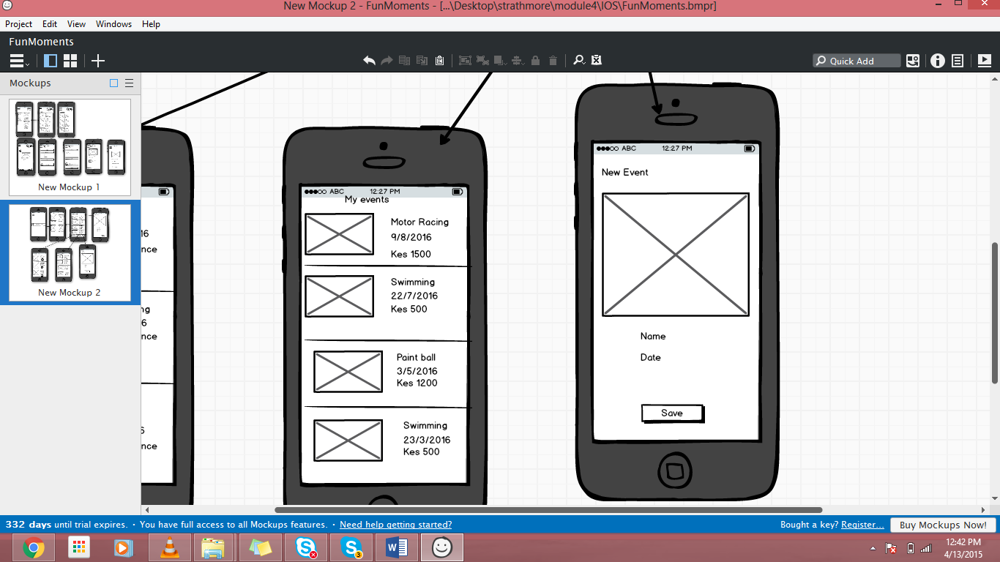 New Mockup 2 - FunMoments - [...\Desktop\strathmore\module4\IOS\FunMoments.bmpr]
Project Edit View Windows Help
FunMoments
Quick Add
Mockups
New Mockup 1
New Mockup 2
16
nce
ng
6
nce
6
nce
ABC 12:27 PM
My events
Motor Racing
9/8/2016
Kes 1500
Swimming
22/7/2016
Kes 500
Paint ball
3/5/2016
Kes 1200
Swimming
23/3/2016
Kes 500
ABC 12:27 PM
New Event
Name
Date
Save
332 days until trial expires. · You have full access to all Mockups features. · Need help getting started?
Bought a key? Register... Buy Mockups Now!
3
12:42 PM
4/13/2015